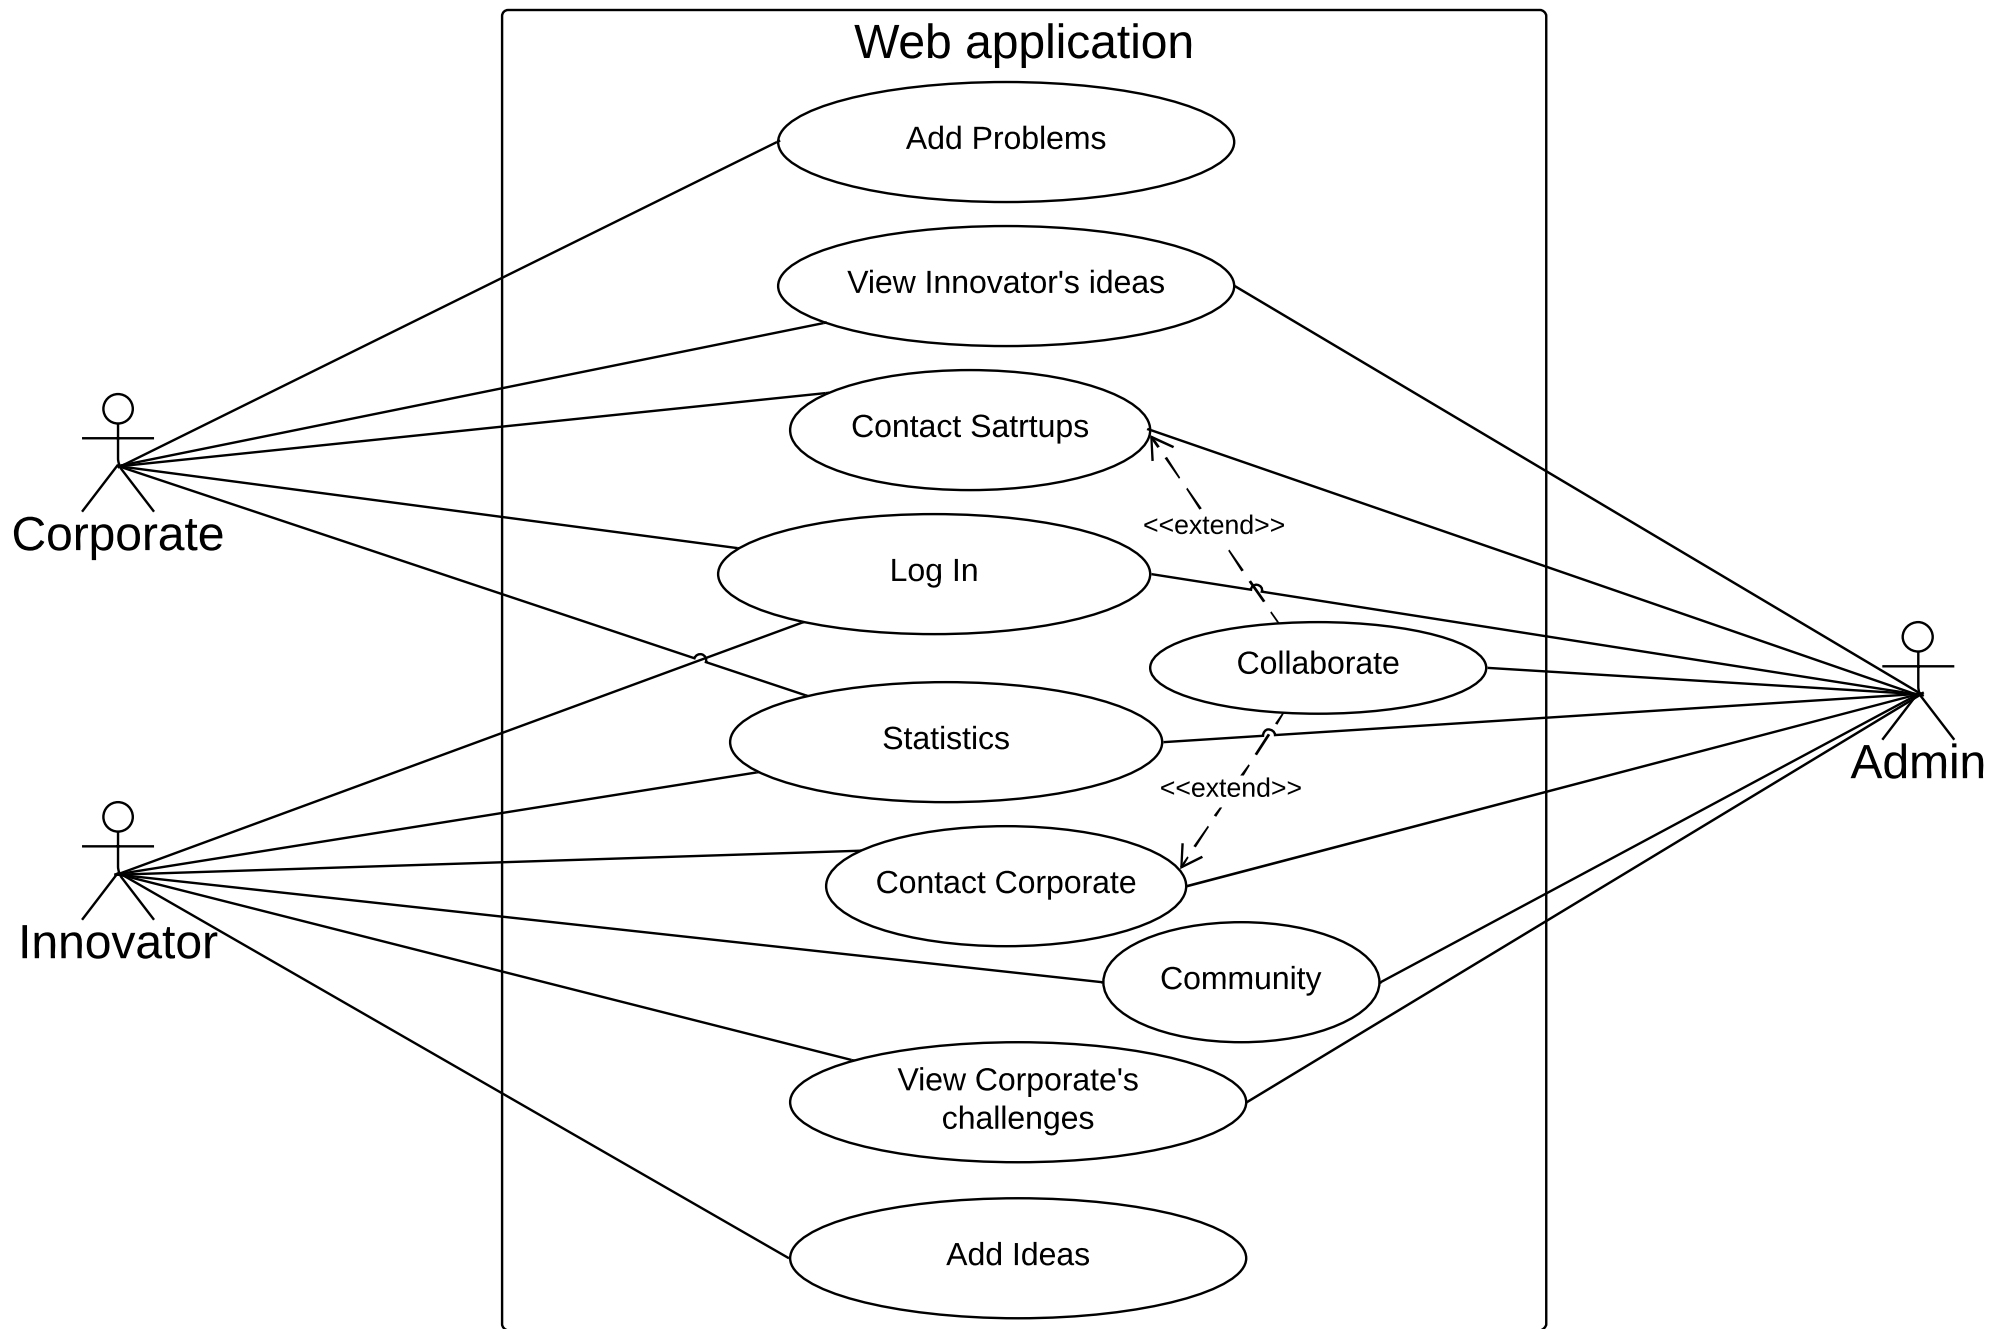 Web application
Add Problems
View Innovator's ideas
Contact Satrtups
<<extend>>
Corporate
Log In
Collaborate
Statistics
Admin
<<extend>>
Contact Corporate
Innovator
Community
View Corporate's
challenges
Add Ideas